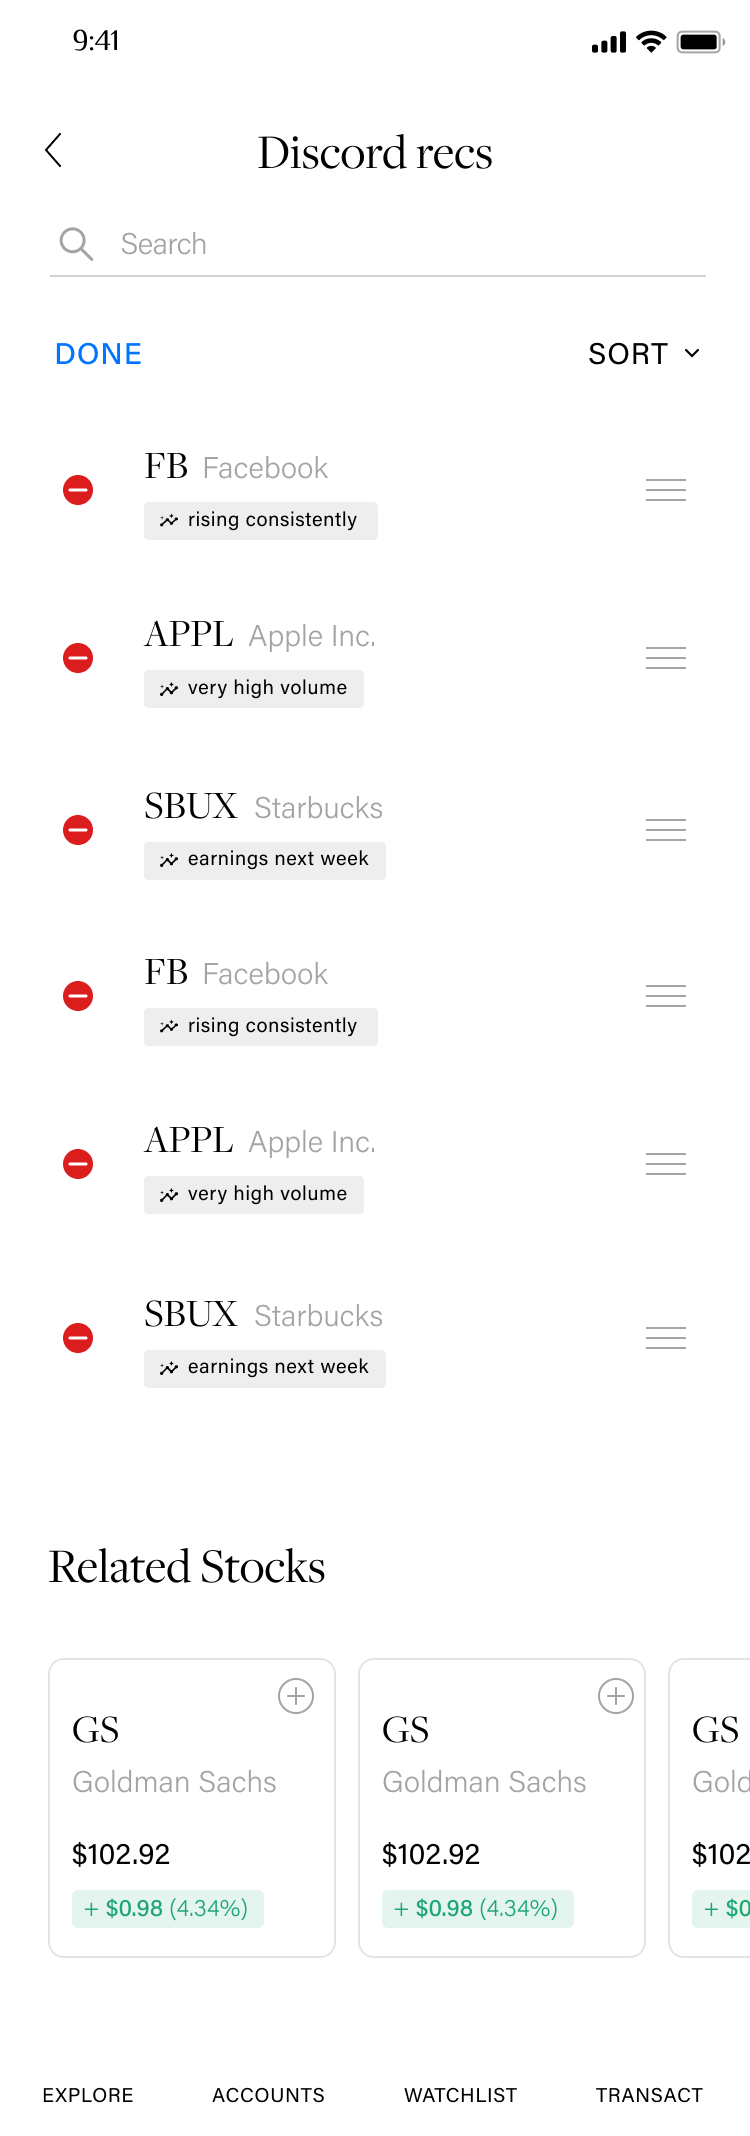 9:41
Discord recs
Search
DONE SORT
FB Facebook
rising consistently
APPL Apple Inc.
very high volume
SBUX Starbucks
earnings next week
FB Facebook
rising consistently
APPL Apple Inc.
very high volume
SBUX Starbucks
earnings next week
Related Stocks
GS GS GS
Goldman Sachs Goldman Sachs Gold
$102.92 $102.92 $102
+ $0.98 (4.34%) + $0.98 (4.34%) + $0
EXPLORE ACCOUNTS WATCHLIST TRANSACT